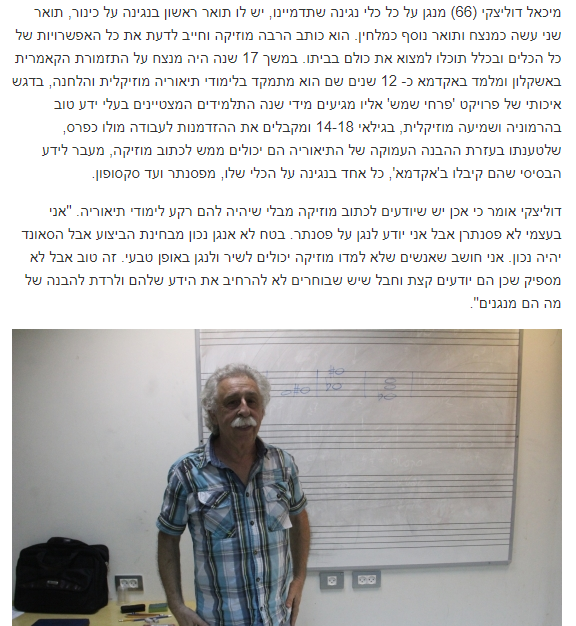 מיכאל דוליצקי (66) מנגן על כל כלי נגינה שתדמיינו, יש לו תואר ראשון בנגינה על כינור, תואר
שני עשה כמנצח ותואר נוסף כמלחין. הוא כותב הרבה מוזיקה וחייב לדעת את כל האפשרויות של
כל הכלים ובכלל תוכלו למצוא את כולם בביתו. במשך 17 שנה היה מנצח על התזמורת הקאמרית
באשקלון ומלמד באקדמא כ- 12 שנים שם הוא מתמקד בלימודי תיאוריה מוזיקלית והלחנה, בדגש
איכותי של פרויקט 'פרחי שמש' אליו מגיעים מידי שנה התלמידים המצטיינים בעלי ידע טוב
בהרמוניה ושמיעה מוזיקלית, בגילאי 14-18 ומקבלים את ההזדמנות לעבודה מולו כפרס,
שלטענתו בעזרת ההבנה העמוקה של התיאוריה הם יכולים ממש לכתוב מוזיקה, מעבר לידע
הבסיסי שהם קיבלו ב'אקדמא', כל אחד בנגינה על הכלי שלו, מפסנתר ועד סקסופון.
דוליצקי אומר כי אכן יש שיודעים לכתוב מוזיקה מבלי שיהיה להם רקע לימודי תיאוריה. "אני
בעצמי לא פסנתרן אבל אני יודע לנגן על פסנתר. בטח לא אנגן נכון מבחינת הביצוע אבל הסאונד
יהיה נכון. אני חושב שאנשים שלא למדו מוזיקה יכולים לשיר ולנגן באופן טבעי. זה טוב אבל לא
מספיק שכן הם יודעים קצת וחבל שיש שבוחרים לא להרחיב את הידע שלהם ולרדת להבנה של
מה הם מנגנים".